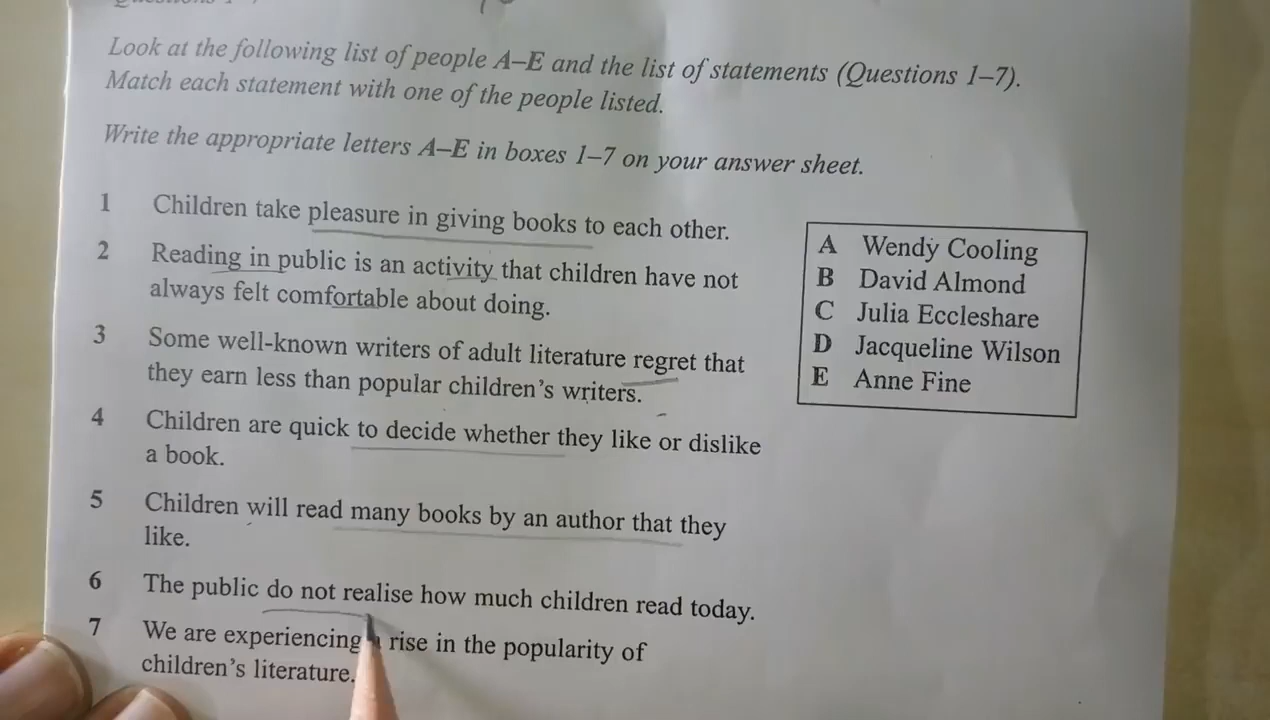 Look at the following list of people A–E and the list of statements (Questions 1–7).
Match each statement with one of the people listed.
Write the appropriate letters A–E in boxes 1–7 on your answer sheet.
1 Children take pleasure in giving books to each other.
2 Reading in public is an activity that children have not
always felt comfortable about doing.
3 Some well-known writers of adult literature regret that
they earn less than popular children's writers.
4 Children are quick to decide whether they like or dislike
a book.
5 Children will read many books by an author that they
like.
6 The public do not realise how much children read today.
7 We are experiencing rise in the popularity of
children's literature.
A Wendy Cooling
B David Almond
C Julia Eccleshare
D Jacqueline Wilson
E Anne Fine